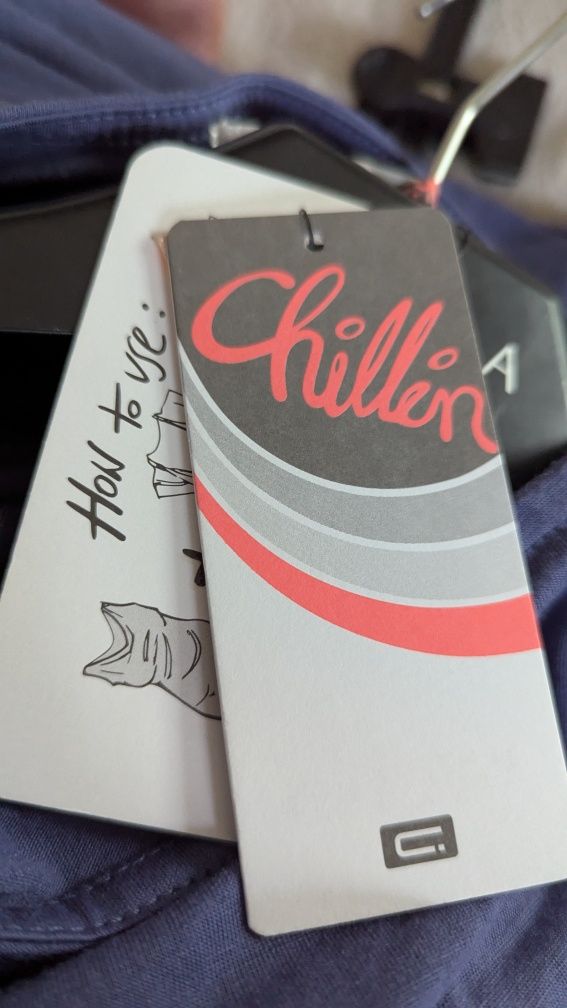 Chillin
A
How to use: